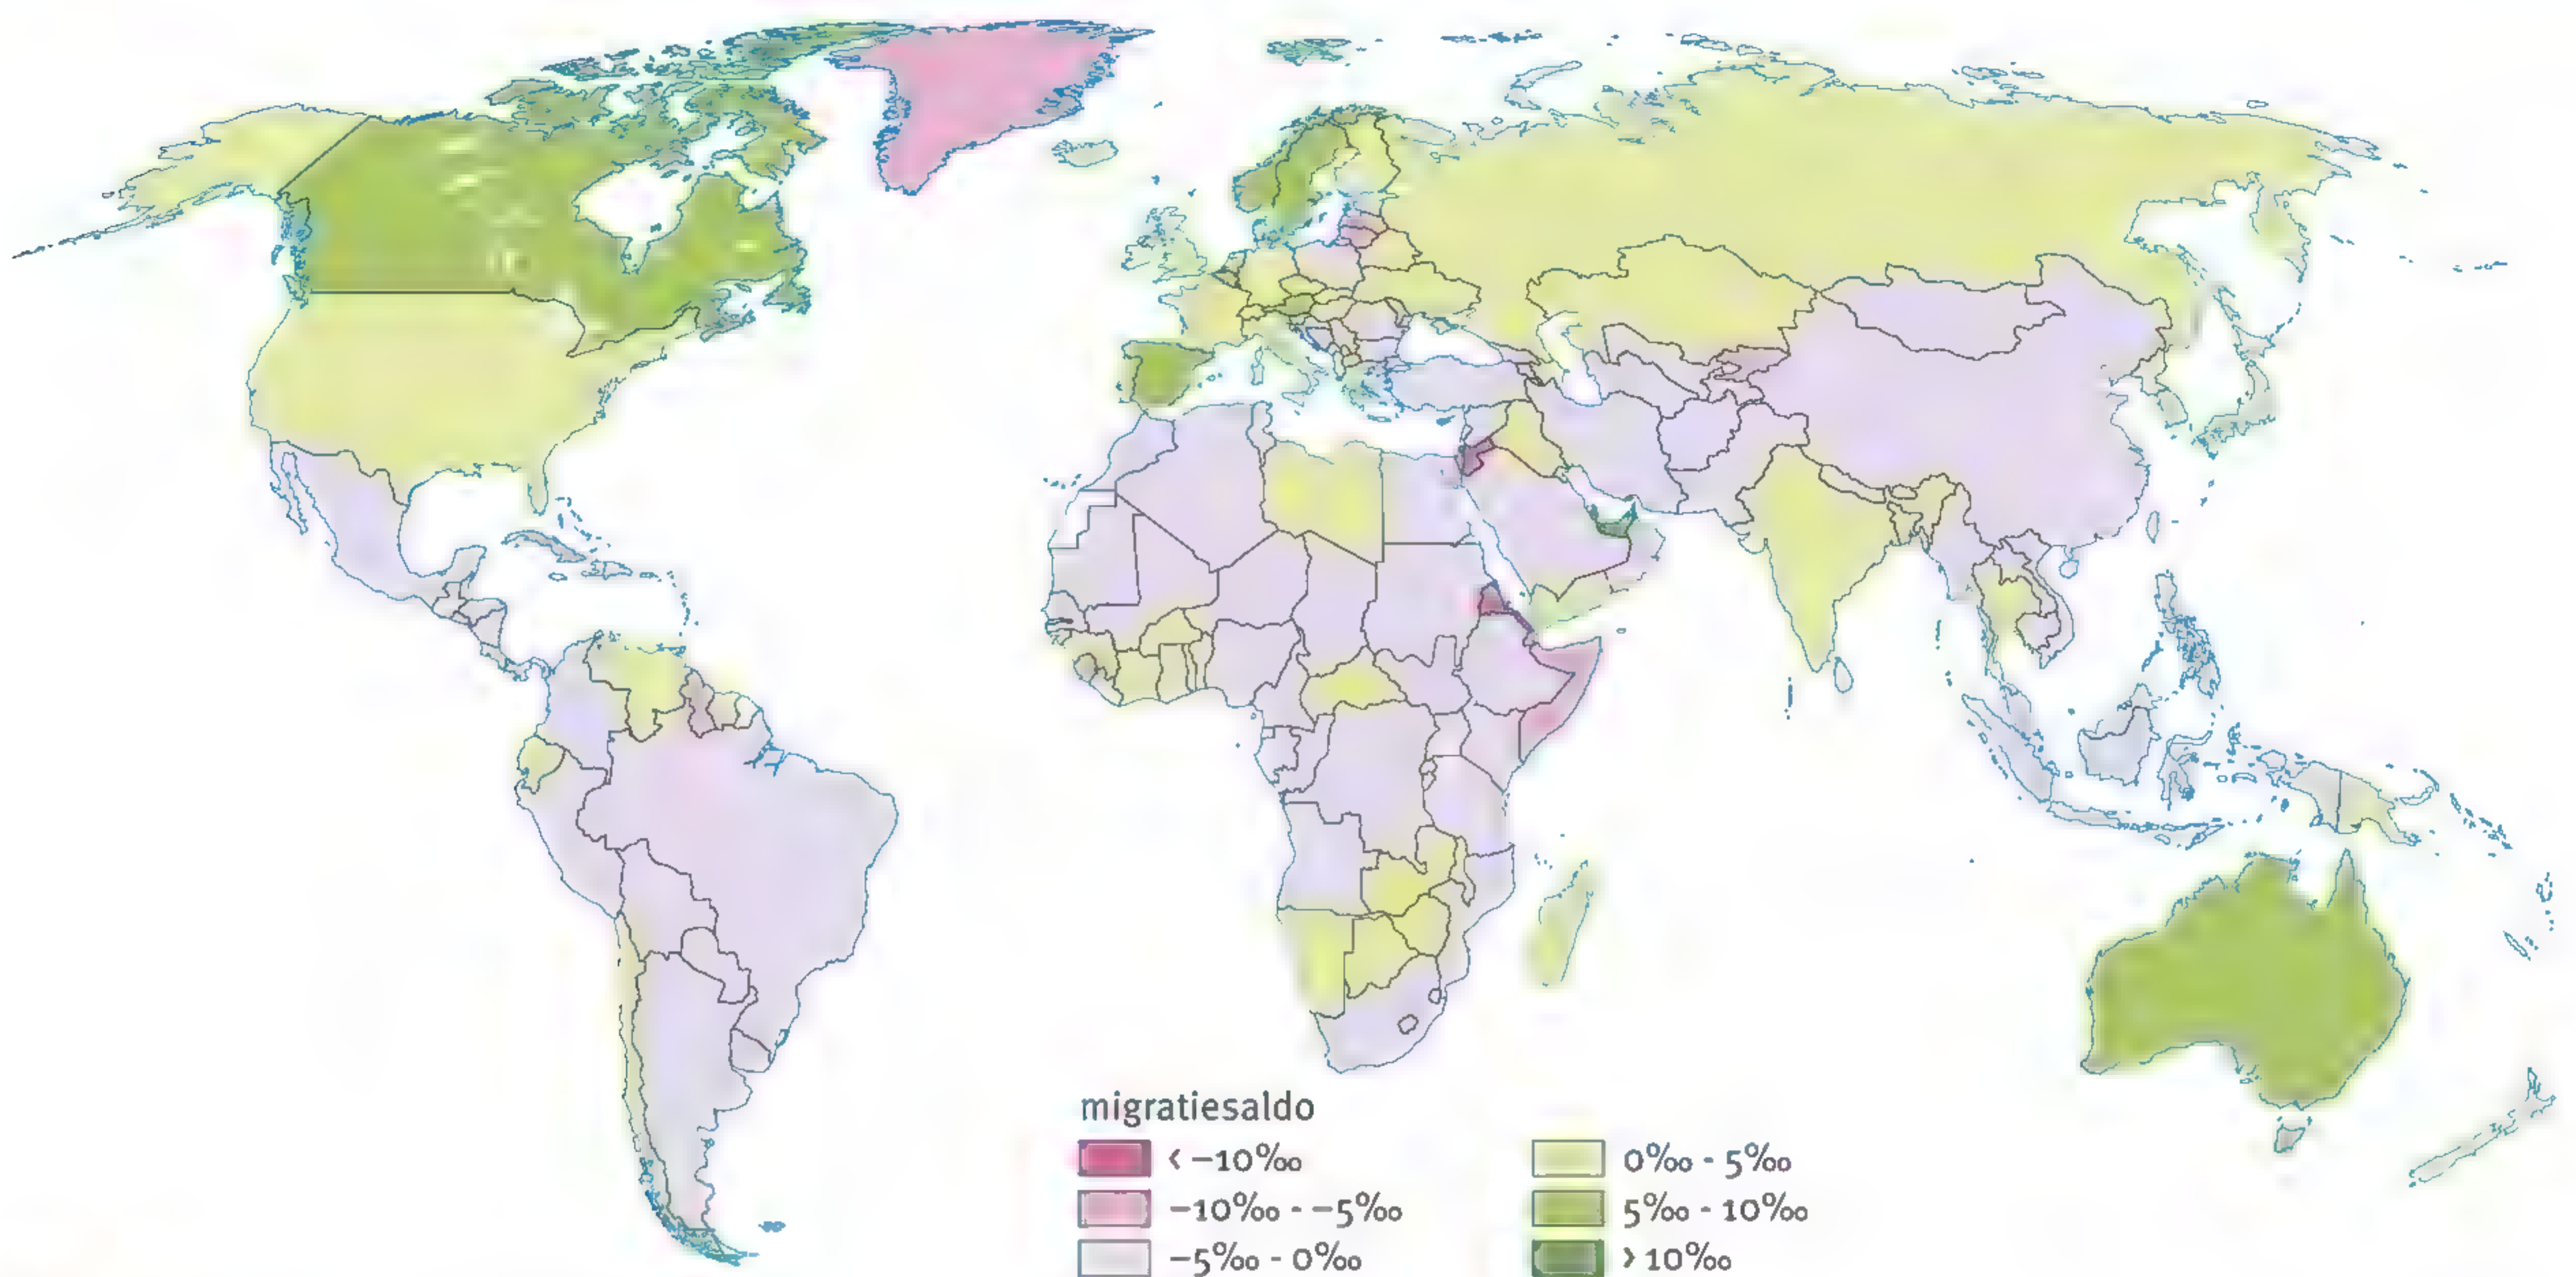 migratiesaldo
< –10‰
–10‰ - –5‰
–5‰ - 0‰
0‰ - 5‰
5‰ - 10‰
> 10‰